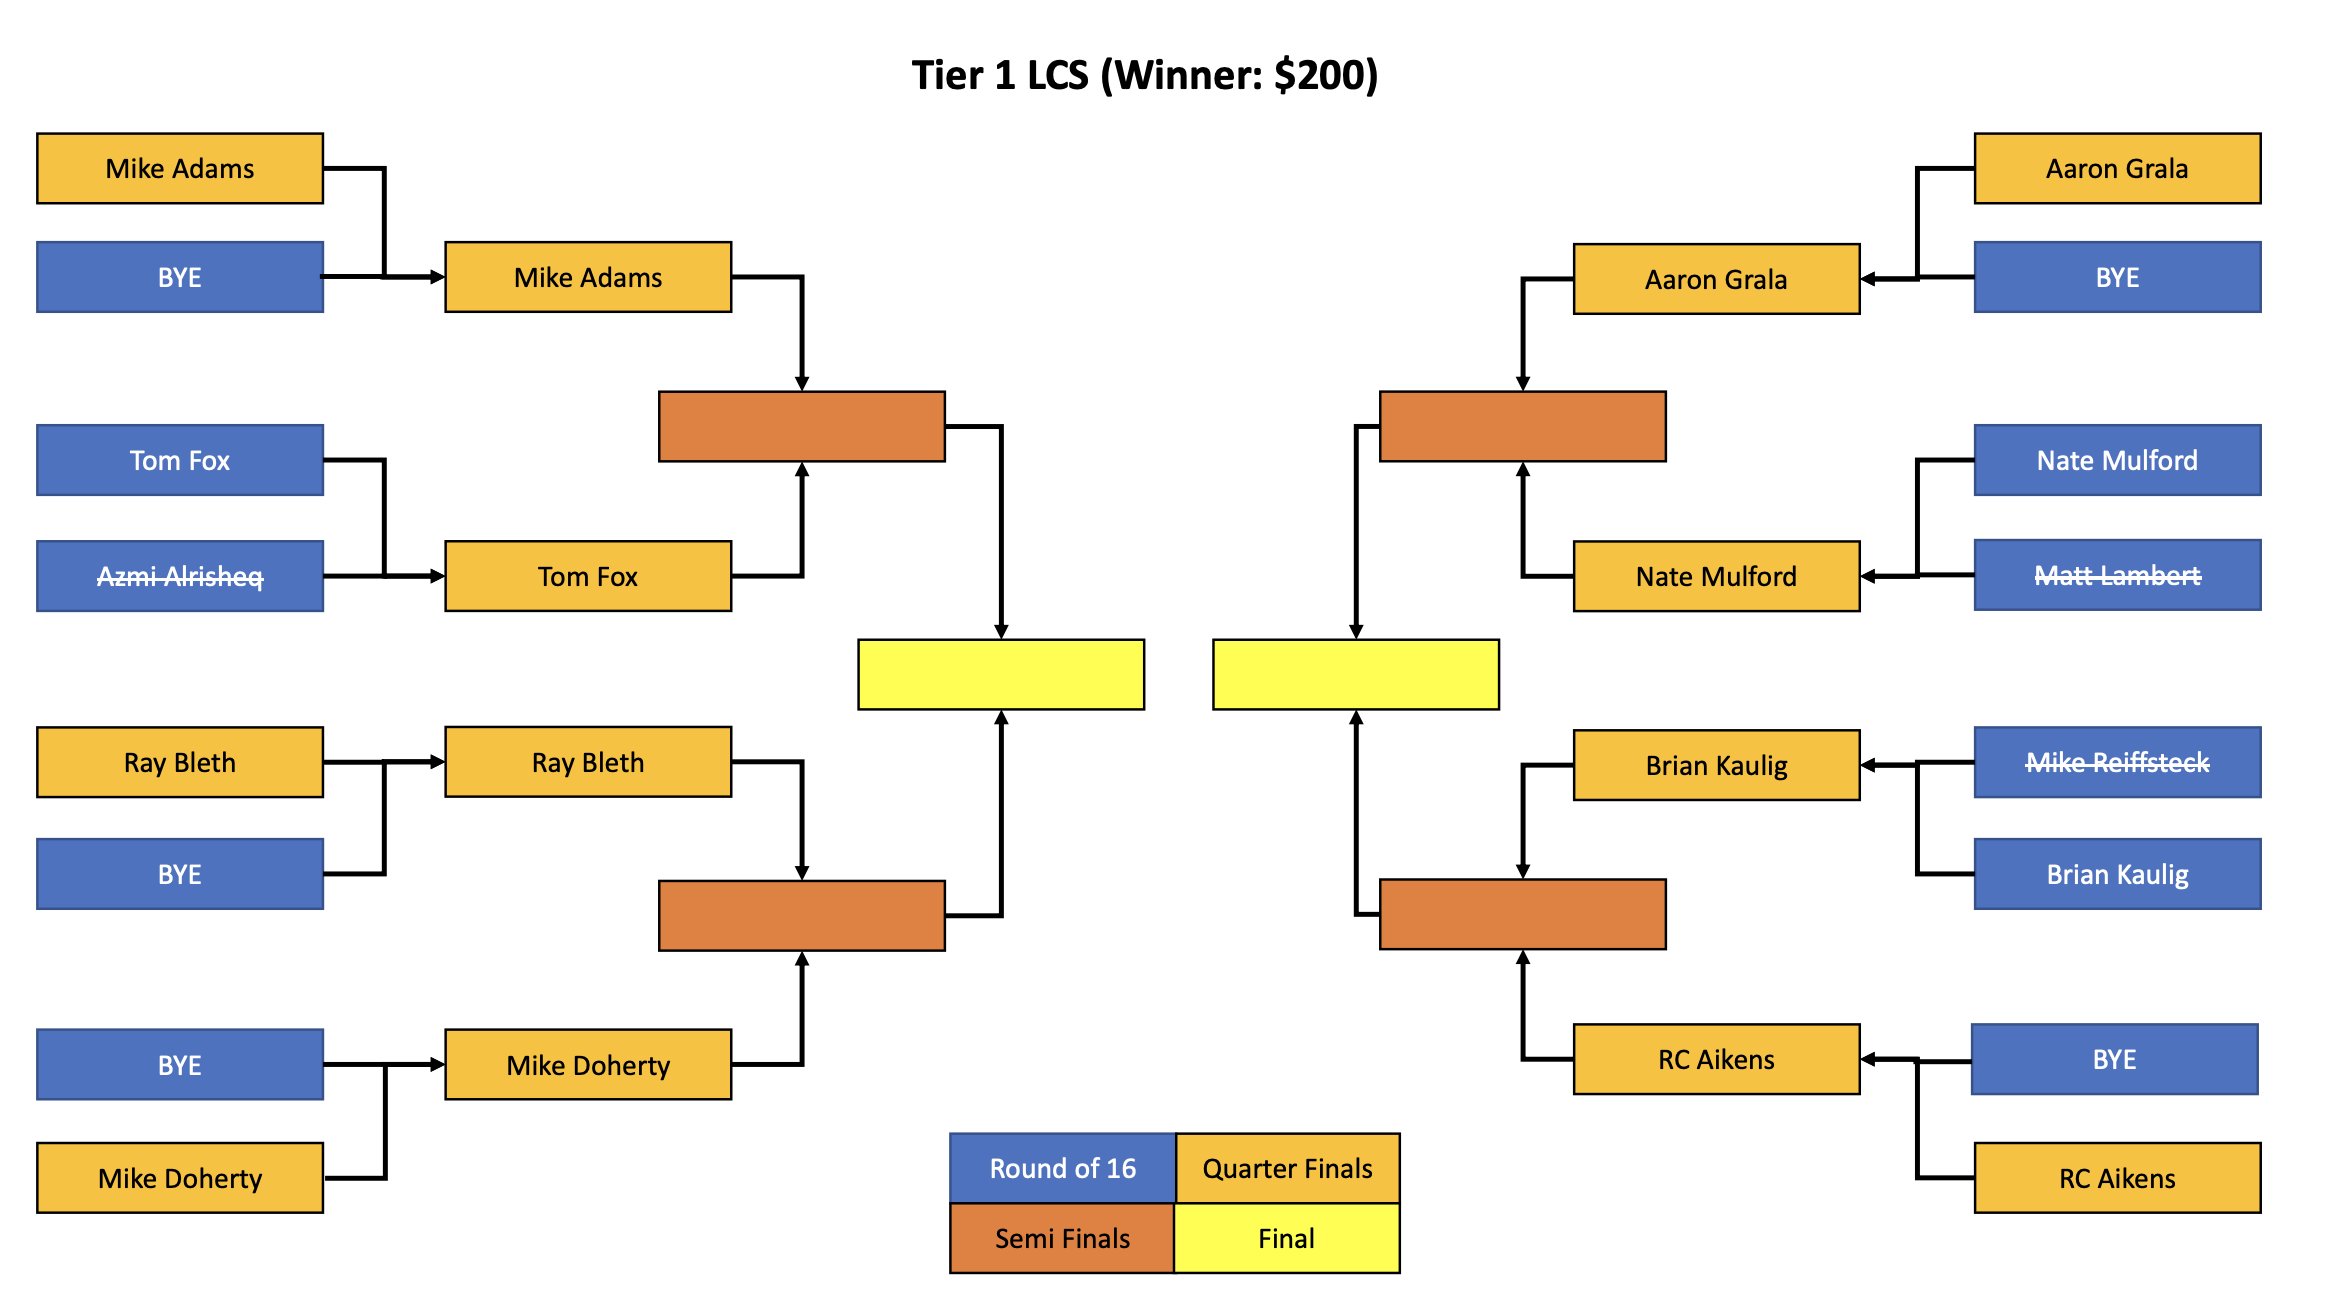 Tier 1 LCS (Winner: $200)
Mike Adams
Aaron Grala
BYE
Mike Adams
Aaron Grala
BYE
Tom Fox
Nate Mulford
Azmi Alrisheq
Tom Fox
Nate Mulford
Matt Lambert
Ray Bleth
Ray Bleth
Brian Kaulig
Mike Reiffsteck
BYE
Brian Kaulig
BYE
Mike Doherty
RC Aikens
BYE
Mike Doherty
RC Aikens
Round of 16
Quarter Finals
Semi Finals
Final